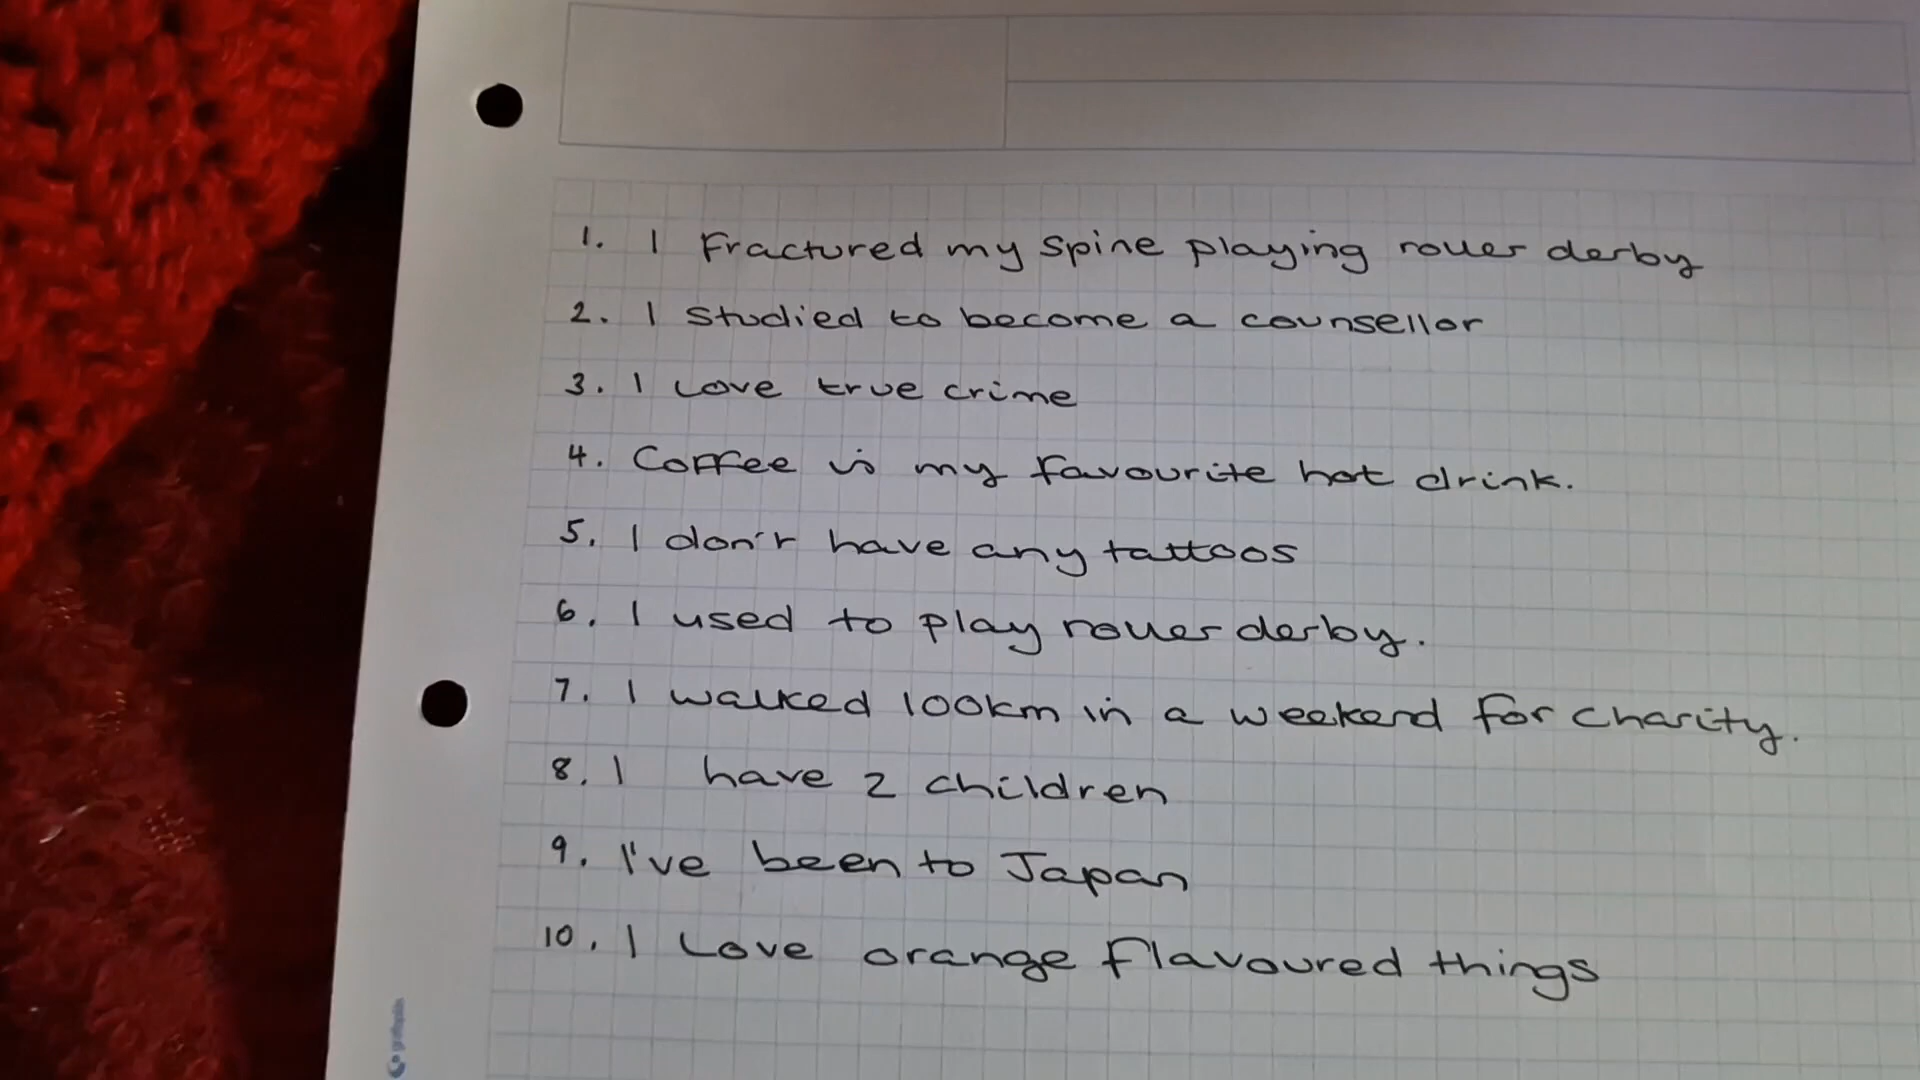 1. I Fractured my spine playing roller derby
2. I studied to become a counsellor
3. I love true crime
4. Coffee is my favourite hot drink.
5. I don't have any tattoos
6. I used to play roller derby.
7. I walked 100km in a weekend for charity.
8. I have 2 children
9. I've been to Japan
10. I Love orange flavoured things